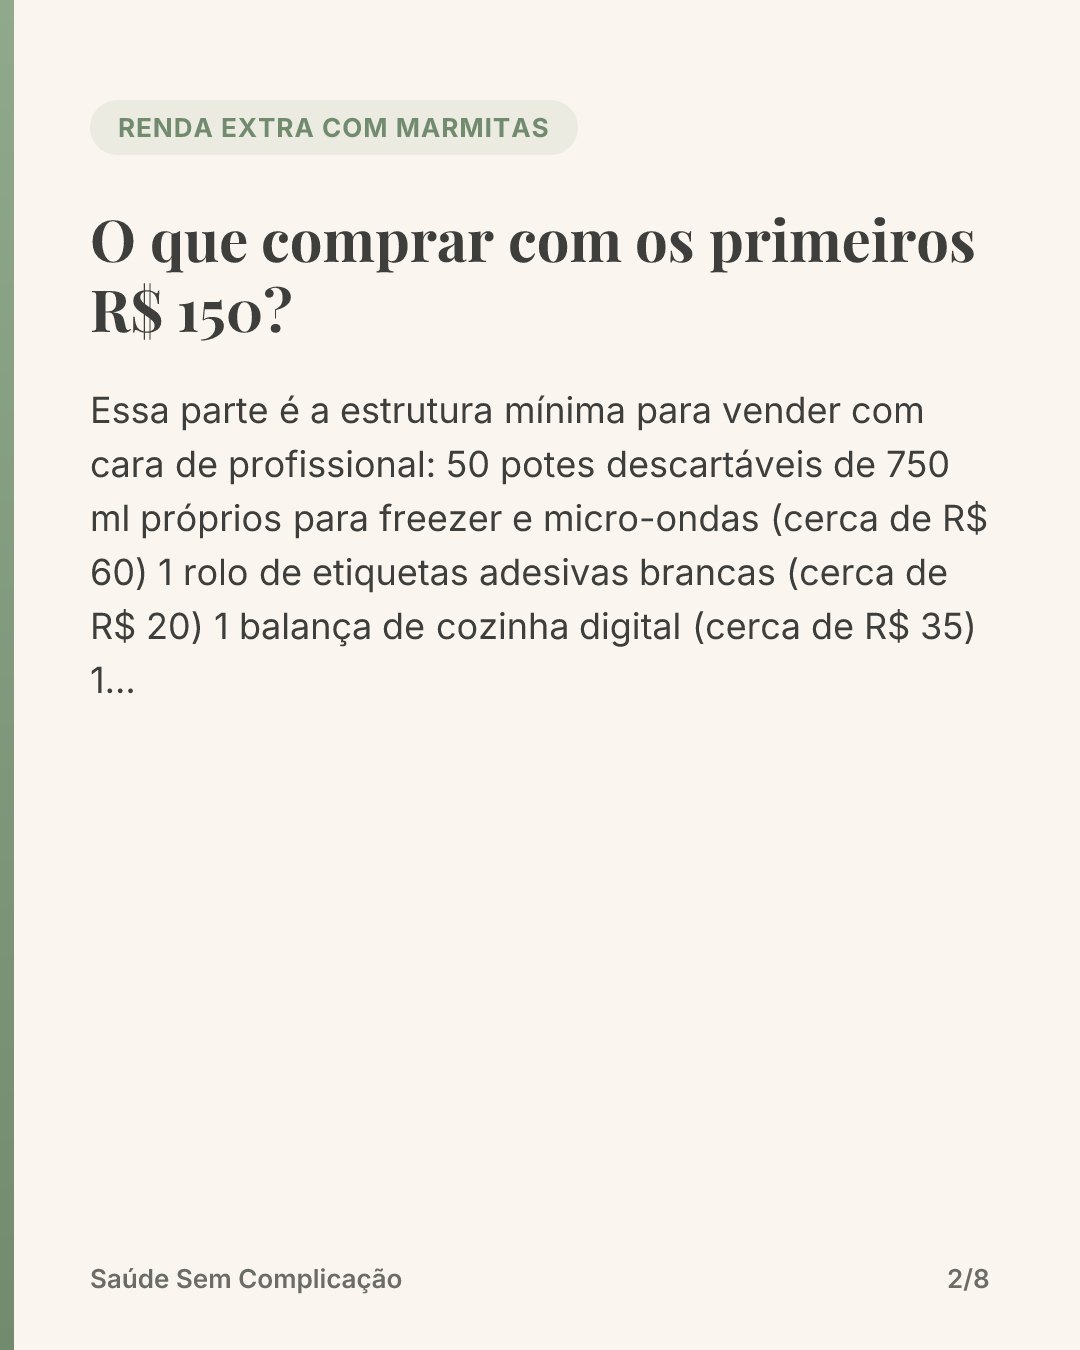 RENDA EXTRA COM MARMITAS
O que comprar com os primeiros
R$ 150?
Essa parte é a estrutura mínima para vender com
cara de profissional: 50 potes descartáveis de 750
ml próprios para freezer e micro-ondas (cerca de R$
60) 1 rolo de etiquetas adesivas brancas (cerca de
R$ 20) 1 balança de cozinha digital (cerca de R$ 35)
1...
Saúde Sem Complicação
2/8